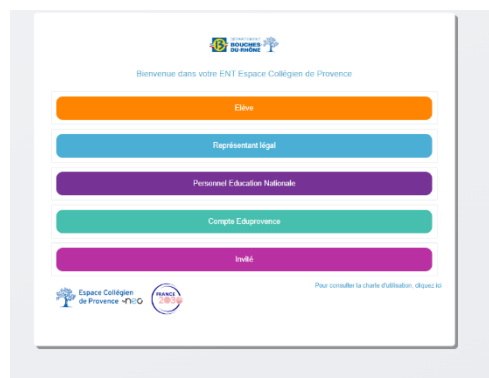 BOUCHES
DU-RHÔNE
Bienvenue dans votre ENT Espace Collégien de Provence
Elève
Représentant légal
Personnel Education Nationale
Compte Eduprovence
Invité
Espace Collégien
de Provence neo
FRANCE
2030
Pour consulter la charte d'utilisation, cliquez ici